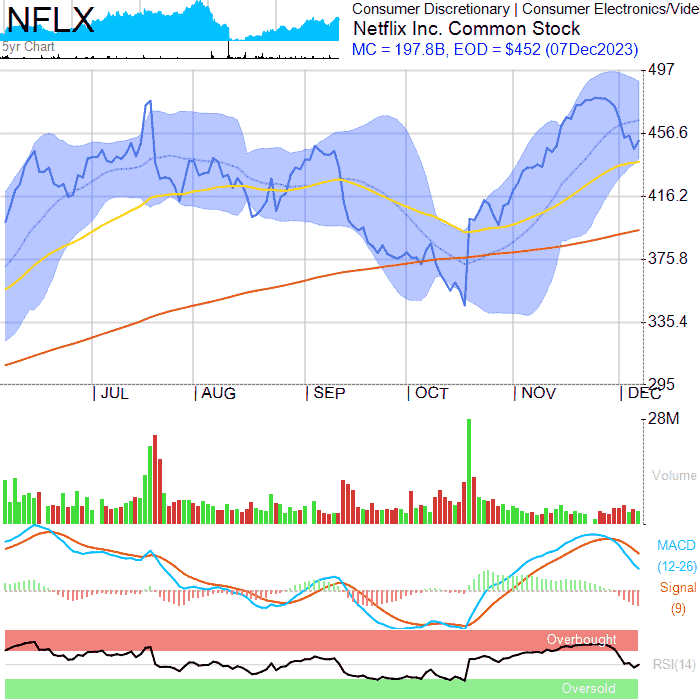 NFLX
5yr Chart
Consumer Discretionary | Consumer Electronics/Vide
Netflix Inc. Common Stock
MC = 197.8B, EOD = $452 (07Dec2023)
497
456.6
416.2
375.8
335.4
295
JUL
AUG
SEP
OCT
NOV
DEC
28M
Volume
MACD
(12-26)
Signal
(9)
Overbought
RSI(14)
Oversold